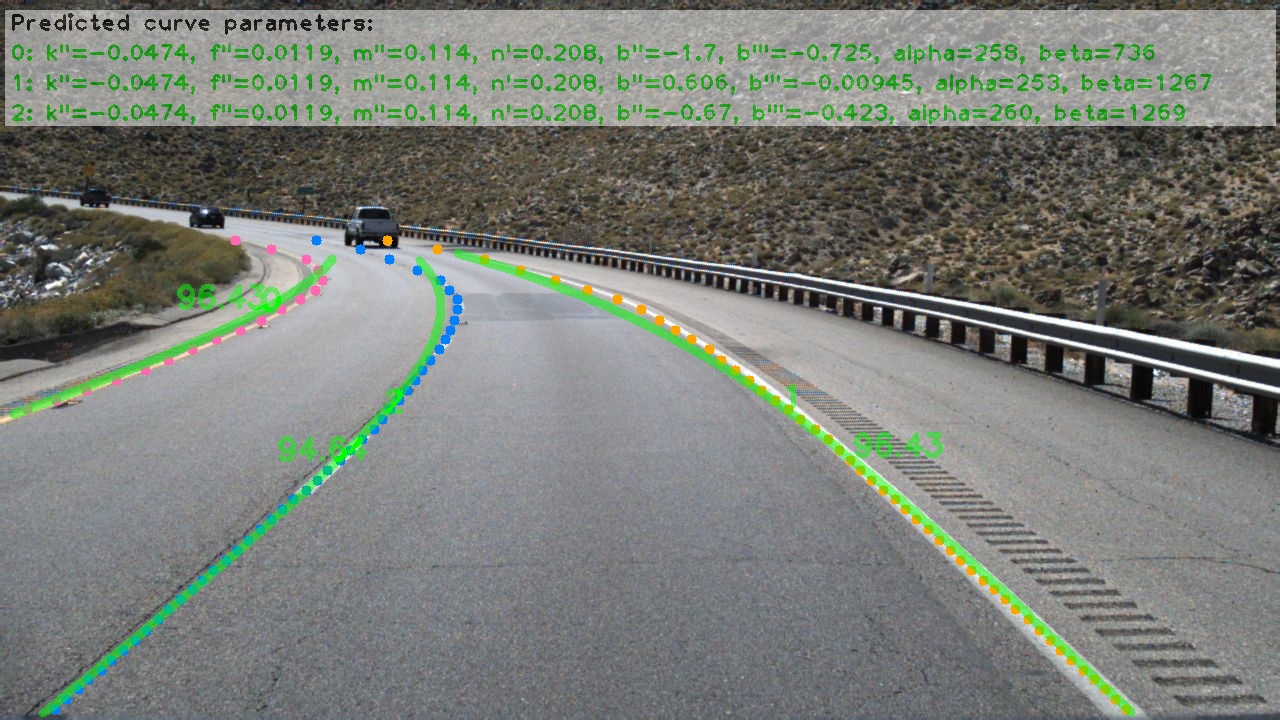 Predicted curve parameters:
0: k''=-0.0474, f''=0.0119, m''=0.114, n'=0.208, b''=-1.7, b'''=-0.725, alpha=258, beta=736
1: k''=-0.0474, f''=0.0119, m''=0.114, n'=0.208, b''=0.606, b'''=-0.00945, alpha=253, beta=1267
2: k''=-0.0474, f''=0.0119, m''=0.114, n'=0.208, b''=-0.67, b'''=-0.423, alpha=260, beta=1269
96.43 0
2
1
94.64
96.43